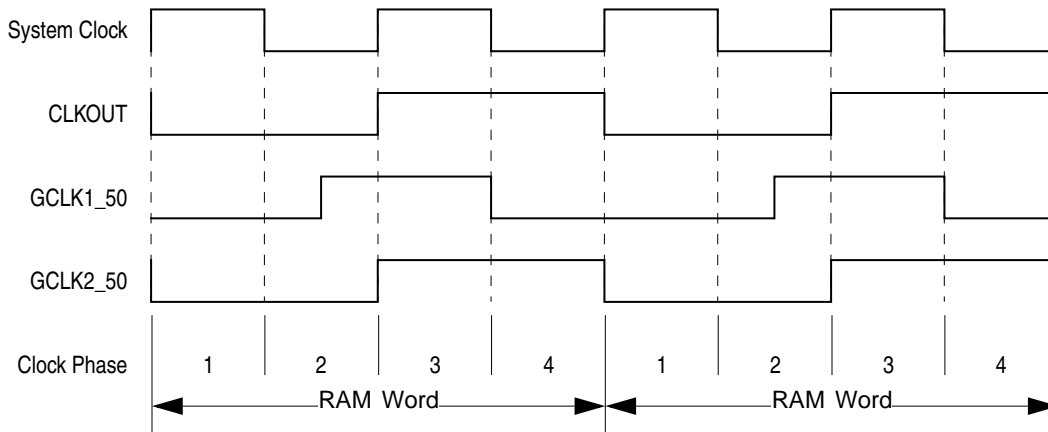 System Clock
CLKOUT
GCLK1_50
GCLK2_50
Clock Phase 1 2 3 4 1 2 3 4
RAM Word RAM Word